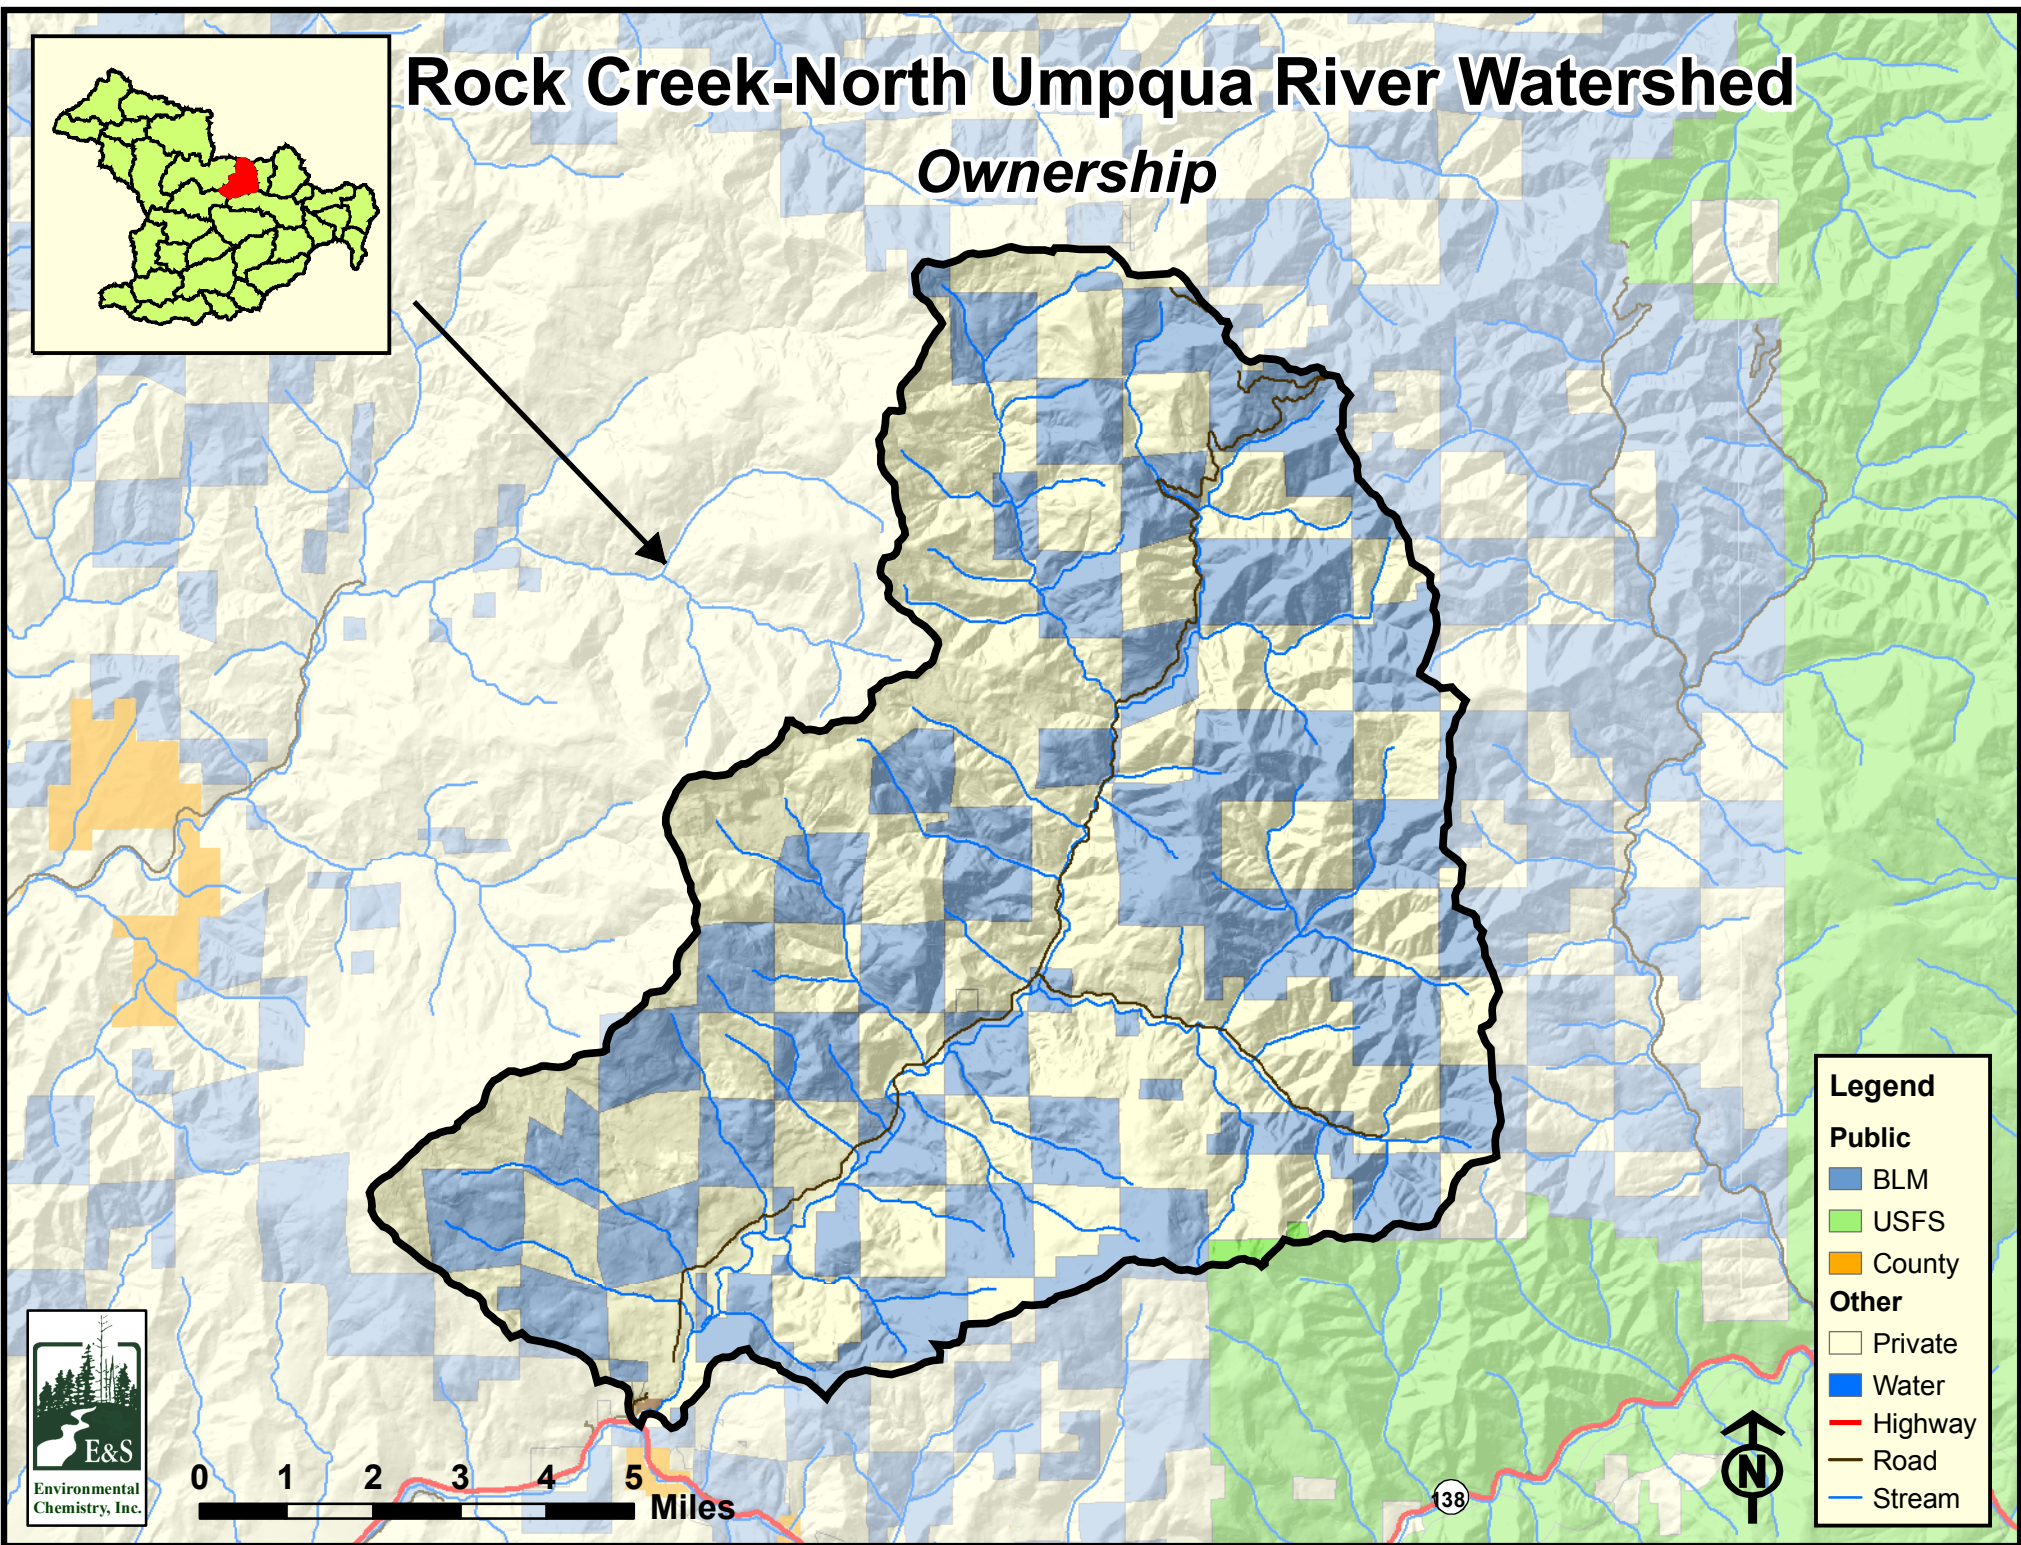 Rock Creek-North Umpqua River Watershed
Ownership
Legend
Public
BLM
USFS
County
Other
Private
Water
Highway
Road
Stream
N
138
E&S
Environmental
Chemistry, Inc.
0 1 2 3 4 5
Miles